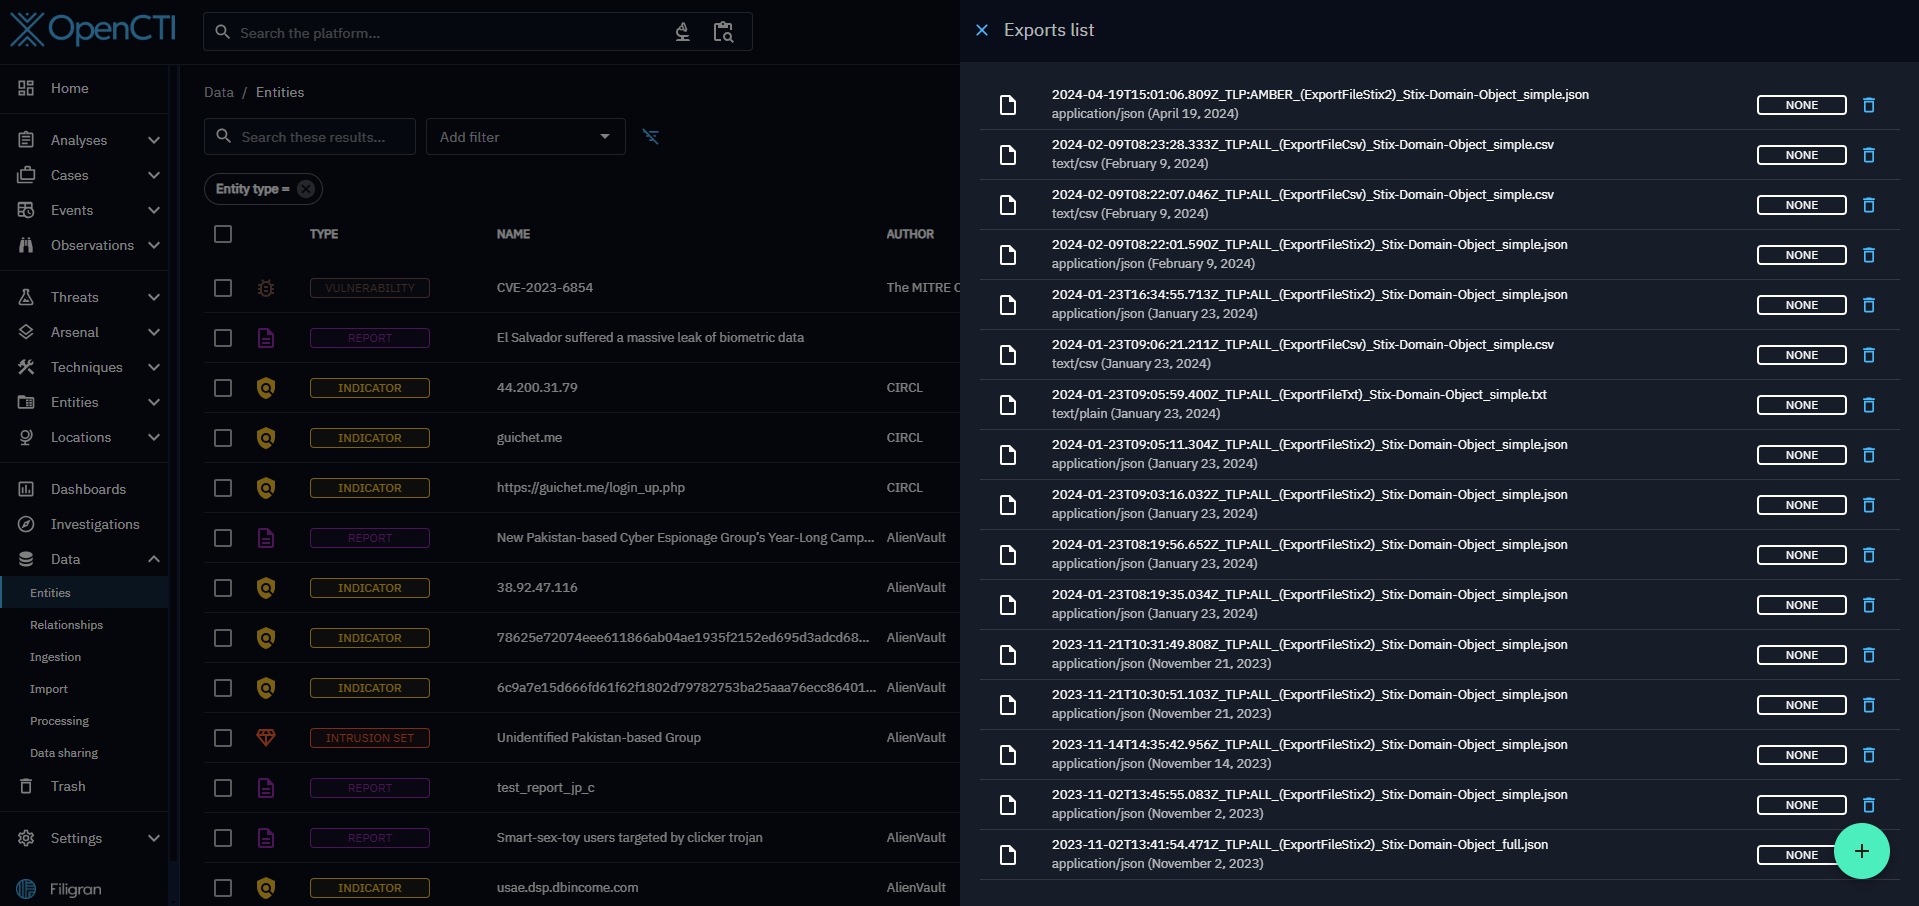 OpenCTI
Search the platform...
Home
Analyses
Cases
Events
Observations
Threats
Arsenal
Techniques
Entities
Locations
Dashboards
Investigations
Data
Entities
Relationships
Ingestion
Import
Processing
Data sharing
Trash
Settings
Filigran
Data / Entities
Search these results...
Add filter
Entity type =
TYPE NAME AUTHOR
VULNERABILITY CVE-2023-6854 The MITRE C
REPORT El Salvador suffered a massive leak of biometric data
INDICATOR 44.200.31.79 CIRCL
INDICATOR guichet.me CIRCL
INDICATOR https://guichet.me/login_up.php CIRCL
REPORT New Pakistan-based Cyber Espionage Group's Year-Long Camp... AlienVault
INDICATOR 38.92.47.116 AlienVault
INDICATOR 78625e72074eee611866ab04ae1935f2152ed695d3adcd68... AlienVault
INDICATOR 6c9a7e15d666fd61f62f1802d79782753ba25aaa76ecc86401... AlienVault
INTRUSION SET Unidentified Pakistan-based Group AlienVault
REPORT test_report_jp_c
REPORT Smart-sex-toy users targeted by clicker trojan AlienVault
INDICATOR usae.dsp.dbincome.com AlienVault
Exports list
2024-04-19T15:01:06.809Z_TLP:AMBER_(ExportFileStix2)_Stix-Domain-Object_simple.json
application/json (April 19, 2024)
NONE
2024-02-09T08:23:28.333Z_TLP:ALL_(ExportFileCsv)_Stix-Domain-Object_simple.csv
text/csv (February 9, 2024)
NONE
2024-02-09T08:22:07.046Z_TLP:ALL_(ExportFileCsv)_Stix-Domain-Object_simple.csv
text/csv (February 9, 2024)
NONE
2024-02-09T08:22:01.590Z_TLP:ALL_(ExportFileStix2)_Stix-Domain-Object_simple.json
application/json (February 9, 2024)
NONE
2024-01-23T16:34:55.713Z_TLP:ALL_(ExportFileStix2)_Stix-Domain-Object_simple.json
application/json (January 23, 2024)
NONE
2024-01-23T09:06:21.211Z_TLP:ALL_(ExportFileCsv)_Stix-Domain-Object_simple.csv
text/csv (January 23, 2024)
NONE
2024-01-23T09:05:59.400Z_TLP:ALL_(ExportFileTxt)_Stix-Domain-Object_simple.txt
text/plain (January 23, 2024)
NONE
2024-01-23T09:05:11.304Z_TLP:ALL_(ExportFileStix2)_Stix-Domain-Object_simple.json
application/json (January 23, 2024)
NONE
2024-01-23T09:03:16.032Z_TLP:ALL_(ExportFileStix2)_Stix-Domain-Object_simple.json
application/json (January 23, 2024)
NONE
2024-01-23T08:19:56.652Z_TLP:ALL_(ExportFileStix2)_Stix-Domain-Object_simple.json
application/json (January 23, 2024)
NONE
2024-01-23T08:19:35.034Z_TLP:ALL_(ExportFileStix2)_Stix-Domain-Object_simple.json
application/json (January 23, 2024)
NONE
2023-11-21T10:31:49.808Z_TLP:ALL_(ExportFileStix2)_Stix-Domain-Object_simple.json
application/json (November 21, 2023)
NONE
2023-11-21T10:30:51.103Z_TLP:ALL_(ExportFileStix2)_Stix-Domain-Object_simple.json
application/json (November 21, 2023)
NONE
2023-11-14T14:35:42.956Z_TLP:ALL_(ExportFileStix2)_Stix-Domain-Object_simple.json
application/json (November 14, 2023)
NONE
2023-11-02T13:45:55.083Z_TLP:ALL_(ExportFileStix2)_Stix-Domain-Object_simple.json
application/json (November 2, 2023)
NONE
2023-11-02T13:41:54.471Z_TLP:ALL_(ExportFileStix2)_Stix-Domain-Object_full.json
application/json (November 2, 2023)
NONE